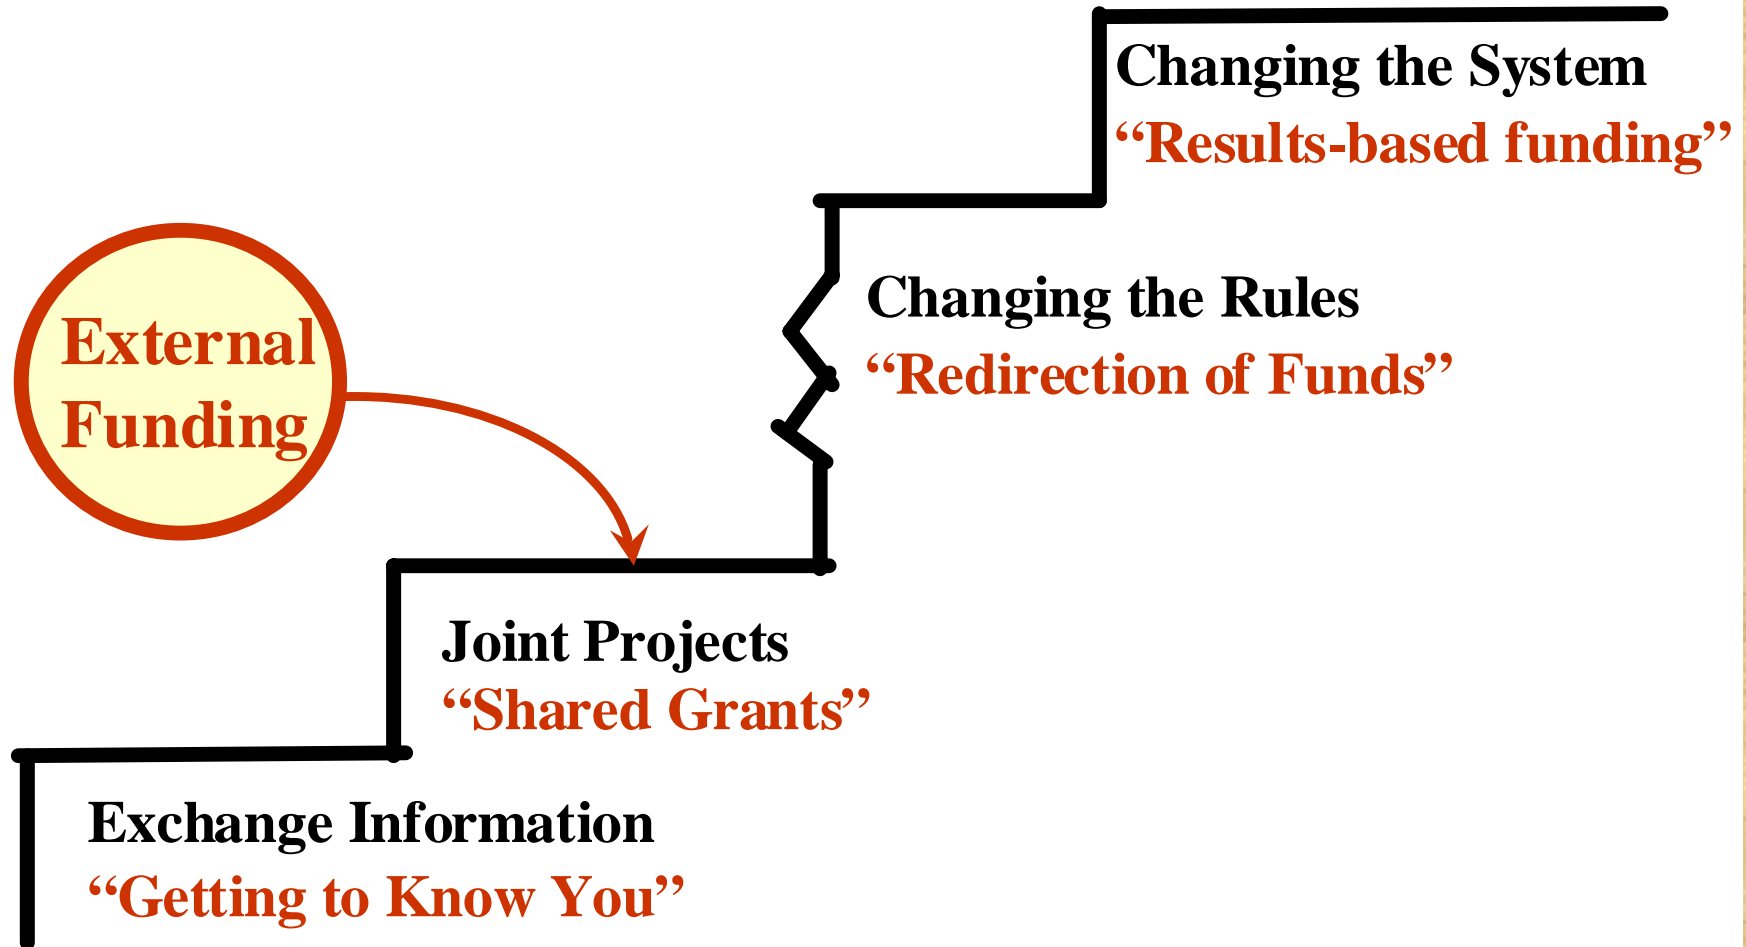 Changing the System
“Results-based funding”
Changing the Rules
“Redirection of Funds”
External
Funding
Joint Projects
“Shared Grants”
Exchange Information
“Getting to Know You”